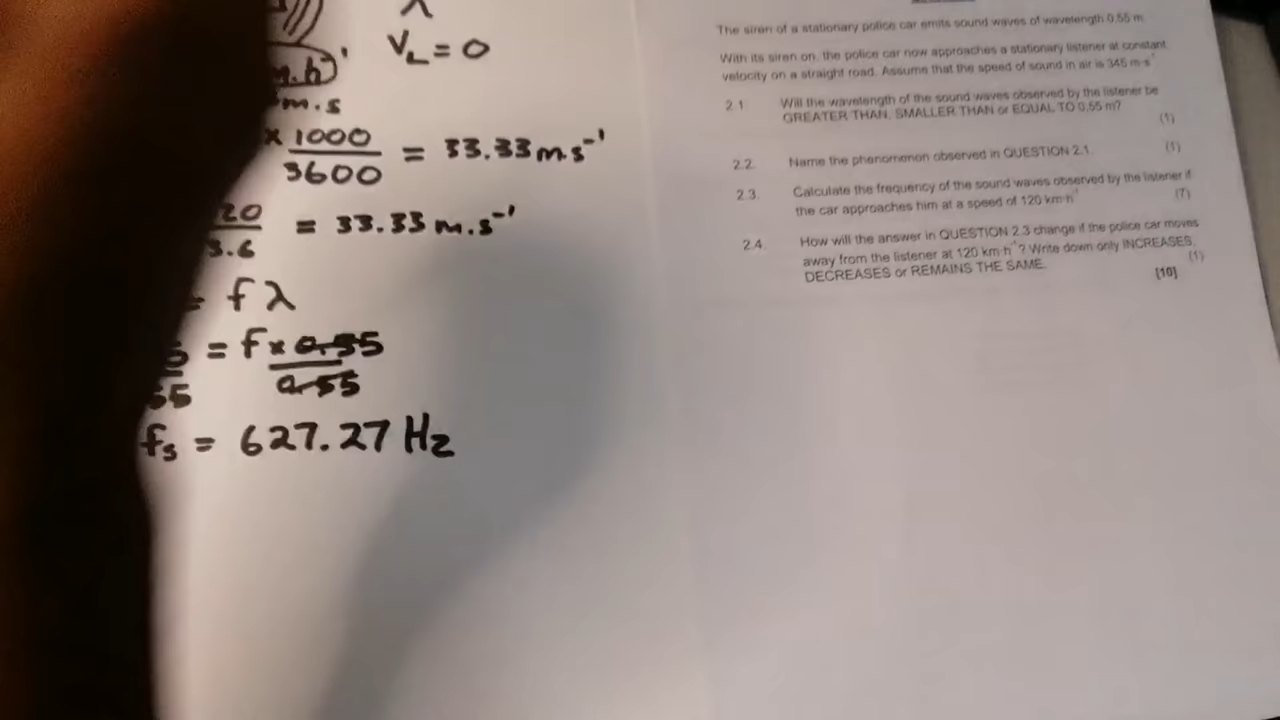 λ
V_L = 0
m.h⁻¹
m.s
× 1000 / 3600 = 33.33 m.s⁻¹
20 / 3.6 = 33.33 m.s⁻¹
= fλ
5 / 55 = f × 0.55 / 0.55
fs = 627.27 Hz
The siren of a stationary police car emits sound waves of wavelength 0,55 m.
With its siren on, the police car now approaches a stationary listener at constant
velocity on a straight road. Assume that the speed of sound in air is 345 m·s⁻¹
2.1 Will the wavelength of the sound waves observed by the listener be
GREATER THAN, SMALLER THAN or EQUAL TO 0,55 m? (1)
2.2. Name the phenomenon observed in QUESTION 2.1. (1)
2.3. Calculate the frequency of the sound waves observed by the listener if
the car approaches him at a speed of 120 km·h⁻¹ (7)
2.4. How will the answer in QUESTION 2.3 change if the police car moves
away from the listener at 120 km·h⁻¹? Write down only INCREASES,
DECREASES or REMAINS THE SAME. (1)
[10]